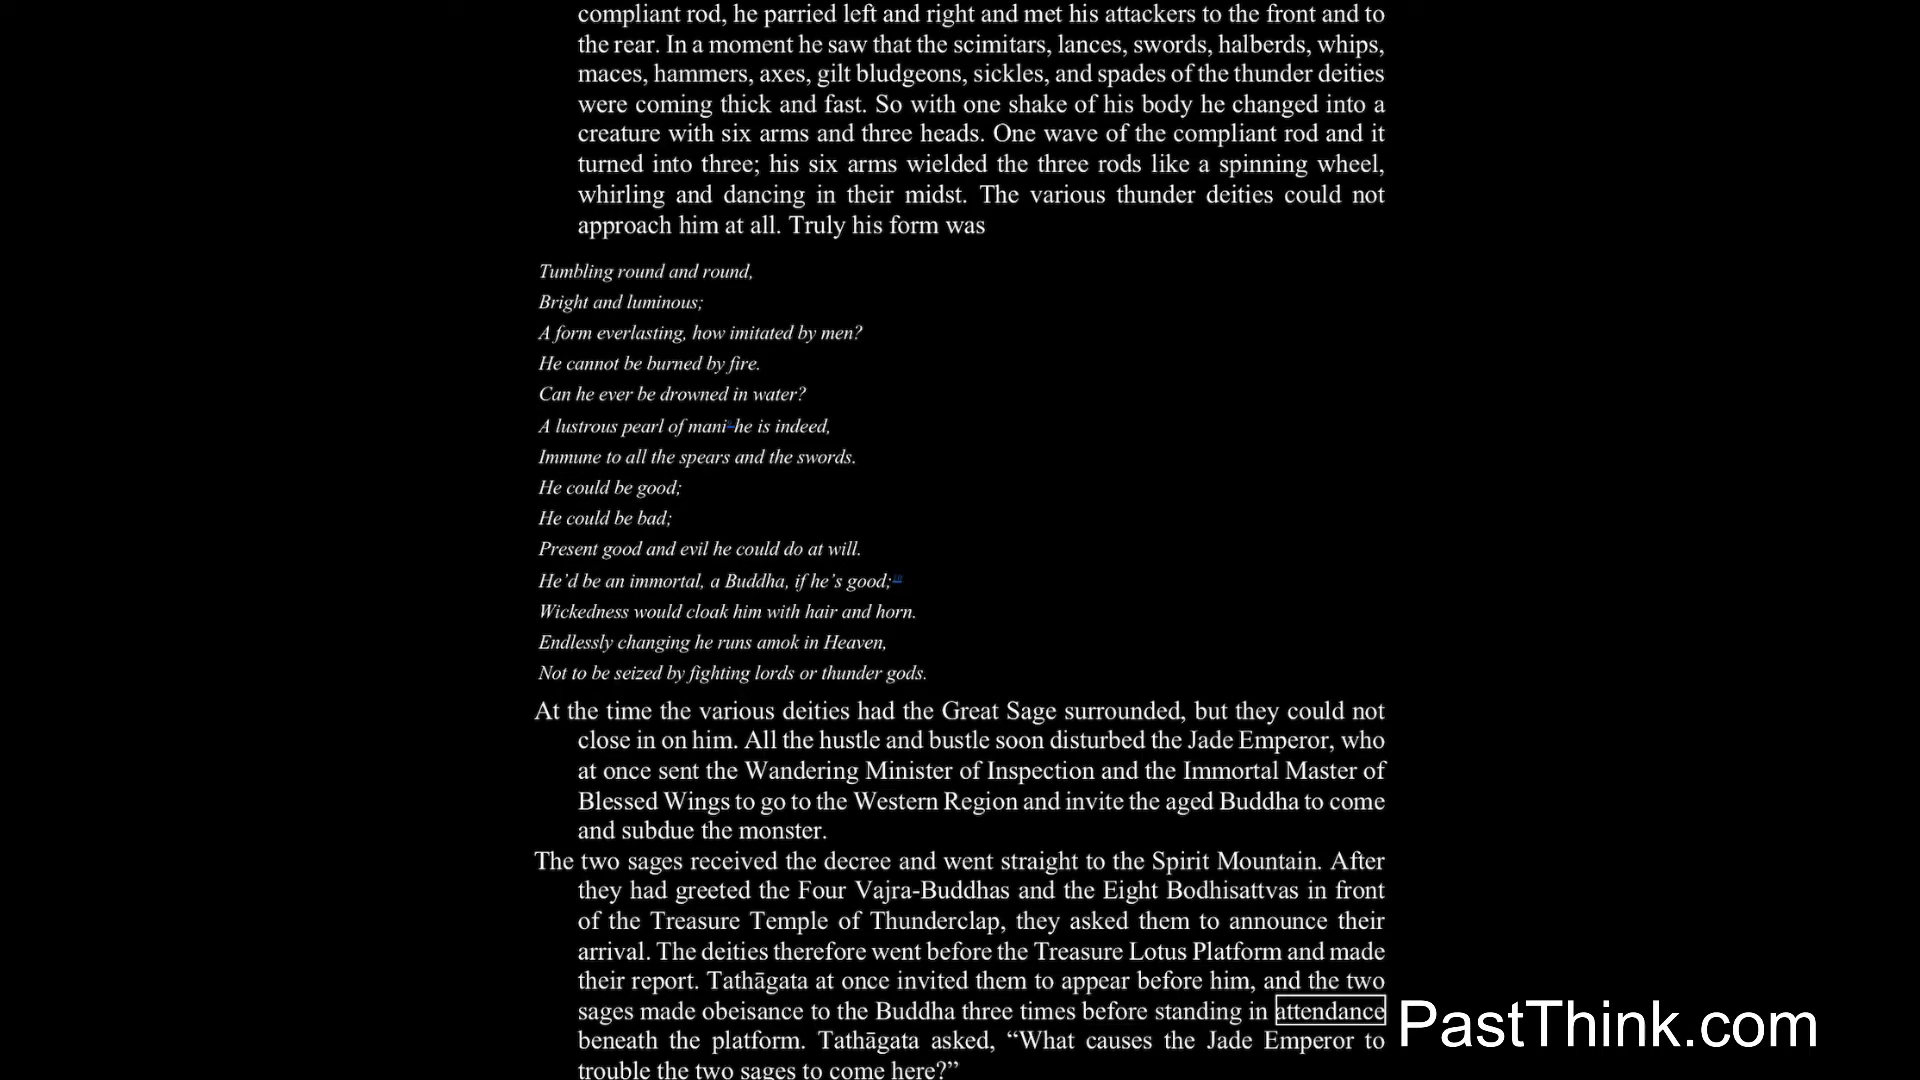 compliant rod, he parried left and right and met his attackers to the front and to
the rear. In a moment he saw that the scimitars, lances, swords, halberds, whips,
maces, hammers, axes, gilt bludgeons, sickles, and spades of the thunder deities
were coming thick and fast. So with one shake of his body he changed into a
creature with six arms and three heads. One wave of the compliant rod and it
turned into three; his six arms wielded the three rods like a spinning wheel,
whirling and dancing in their midst. The various thunder deities could not
approach him at all. Truly his form was
Tumbling round and round,
Bright and luminous;
A form everlasting, how imitated by men?
He cannot be burned by fire.
Can he ever be drowned in water?
A lustrous pearl of mani he is indeed,
Immune to all the spears and the swords.
He could be good;
He could be bad;
Present good and evil he could do at will.
He’d be an immortal, a Buddha, if he’s good;
Wickedness would cloak him with hair and horn.
Endlessly changing he runs amok in Heaven,
Not to be seized by fighting lords or thunder gods.
At the time the various deities had the Great Sage surrounded, but they could not
close in on him. All the hustle and bustle soon disturbed the Jade Emperor, who
at once sent the Wandering Minister of Inspection and the Immortal Master of
Blessed Wings to go to the Western Region and invite the aged Buddha to come
and subdue the monster.
The two sages received the decree and went straight to the Spirit Mountain. After
they had greeted the Four Vajra-Buddhas and the Eight Bodhisattvas in front
of the Treasure Temple of Thunderclap, they asked them to announce their
arrival. The deities therefore went before the Treasure Lotus Platform and made
their report. Tathāgata at once invited them to appear before him, and the two
sages made obeisance to the Buddha three times before standing in attendance
beneath the platform. Tathāgata asked, “What causes the Jade Emperor to
trouble the two sages to come here?”
PastThink.com